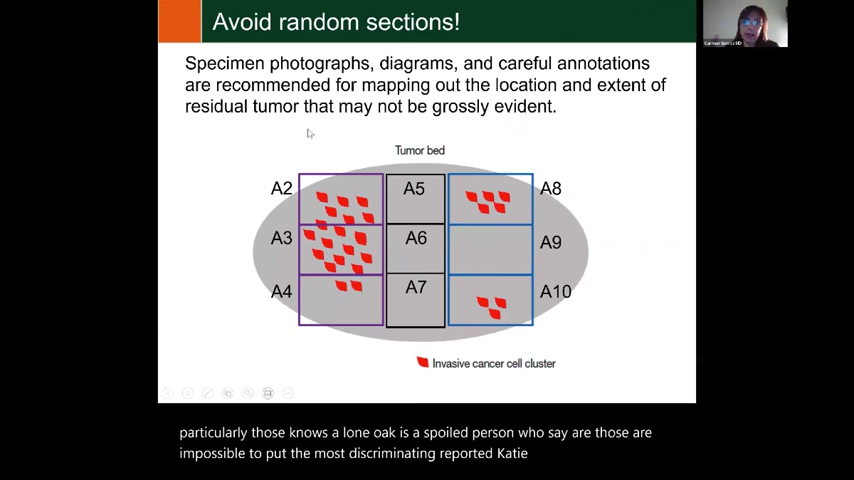 Avoid random sections!
Specimen photographs, diagrams, and careful annotations
are recommended for mapping out the location and extent of
residual tumor that may not be grossly evident.
Tumor bed
A2
A5
A8
A3
A6
A9
A4
A7
A10
Invasive cancer cell cluster
particularly those knows a lone oak is a spoiled person who say are those are
impossible to put the most discriminating reported Katie